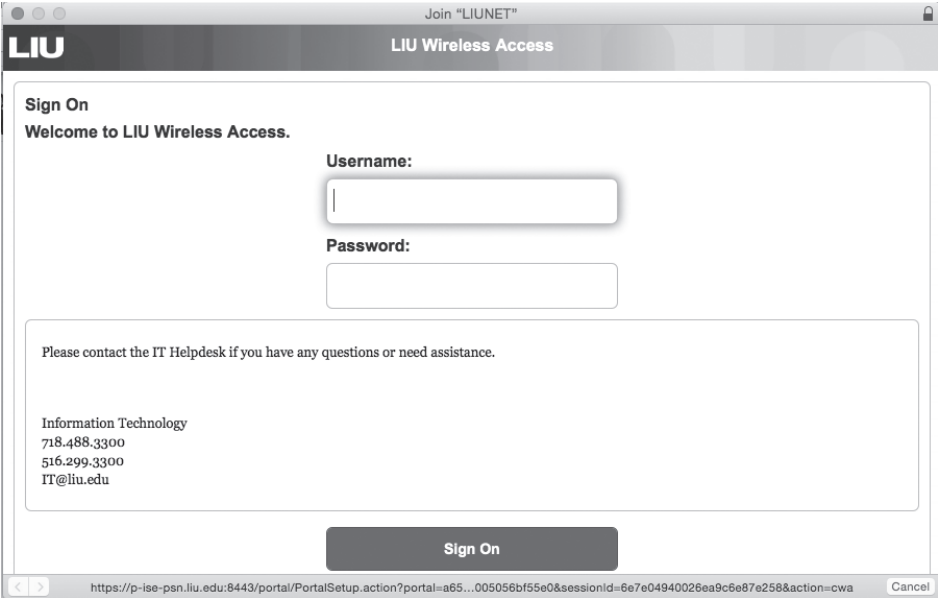 Join “LIUNET”
LIU
LIU Wireless Access
Sign On
Welcome to LIU Wireless Access.
Username:
Password:
Please contact the IT Helpdesk if you have any questions or need assistance.
Information Technology
718.488.3300
516.299.3300
IT@liu.edu
Sign On
https://p-ise-psn.liu.edu:8443/portal/PortalSetup.action?portal=a65...005056bf55e0&sessionId=6e7e04940026ea9c6e87e258&action=cwa
Cancel